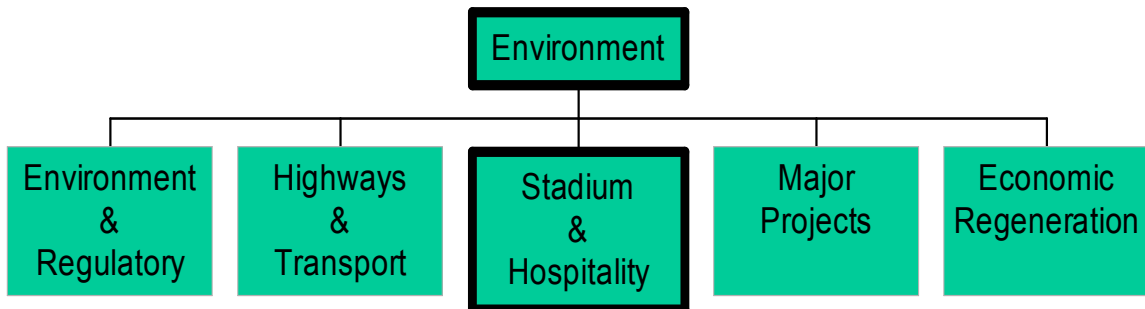 Environment
Environment
&
Regulatory
Highways
&
Transport
Stadium
&
Hospitality
Major
Projects
Economic
Regeneration